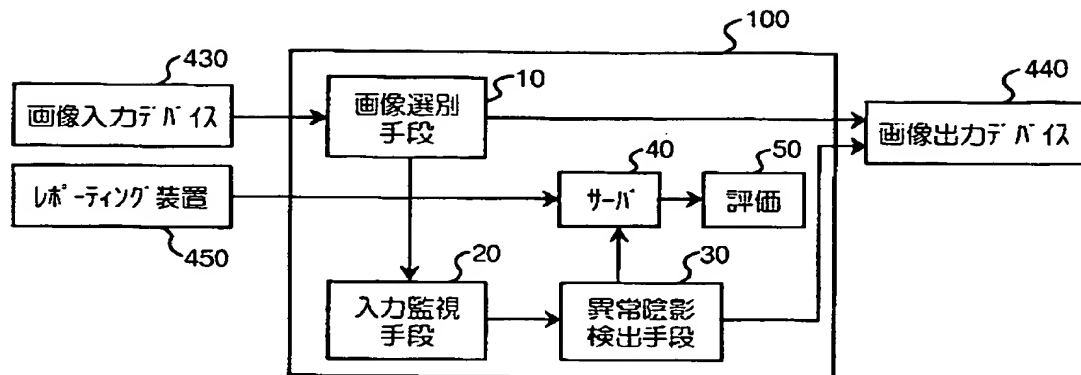 100
430
10
440
画像入力デバイス
画像選別
手段
画像出力デバイス
40
50
レポーティング装置
サーバ
評価
450
20
30
入力監視
手段
異常陰影
検出手段